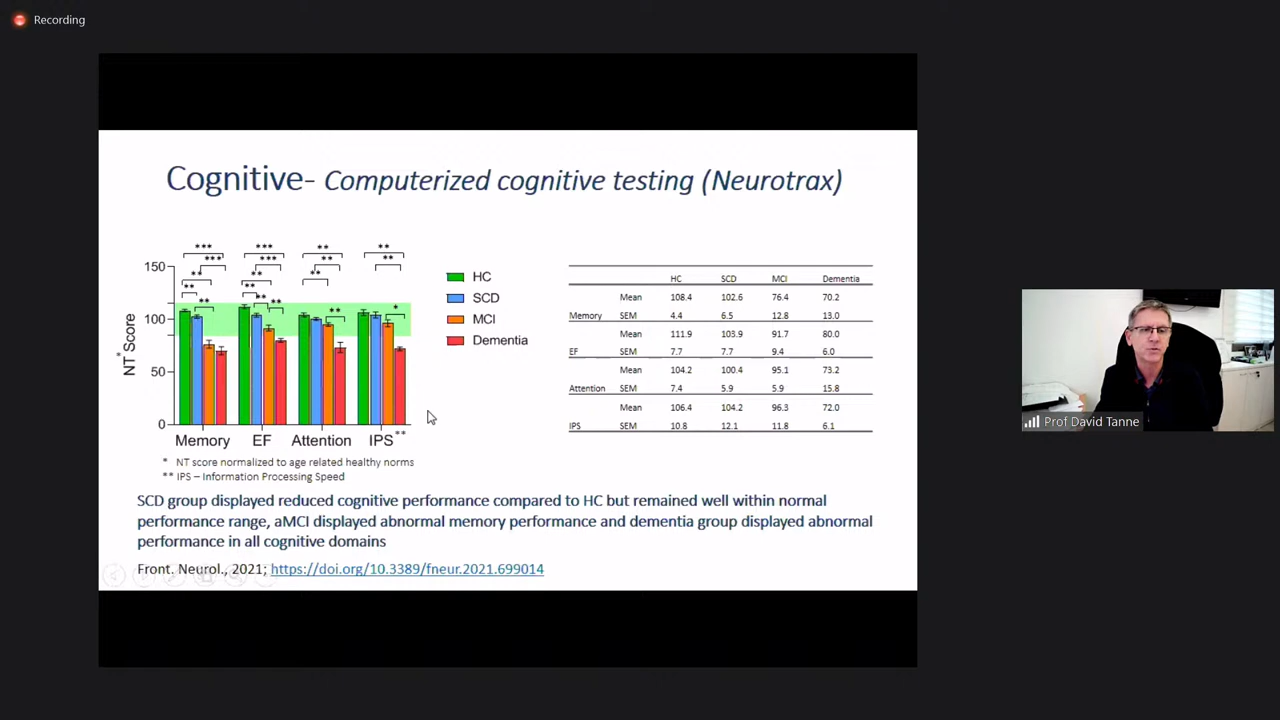 Recording
Cognitive- Computerized cognitive testing (Neurotrax)
*** *** ** **
*** *** ** **
** ** **
** **
** ** ** ** *
150
100
50
0
NT* Score
Memory EF Attention IPS**
HC
SCD
MCI
Dementia
* NT score normalized to age related healthy norms
** IPS – Information Processing Speed
HC SCD MCI Dementia
Mean 108.4 102.6 76.4 70.2
Memory SEM 4.4 6.5 12.8 13.0
Mean 111.9 103.9 91.7 80.0
EF SEM 7.7 7.7 9.4 6.0
Mean 104.2 100.4 95.1 73.2
Attention SEM 7.4 5.9 5.9 15.8
Mean 106.4 104.2 96.3 72.0
IPS SEM 10.8 12.1 11.8 6.1
SCD group displayed reduced cognitive performance compared to HC but remained well within normal
performance range, aMCI displayed abnormal memory performance and dementia group displayed abnormal
performance in all cognitive domains
Front. Neurol., 2021; https://doi.org/10.3389/fneur.2021.699014
Prof David Tanne